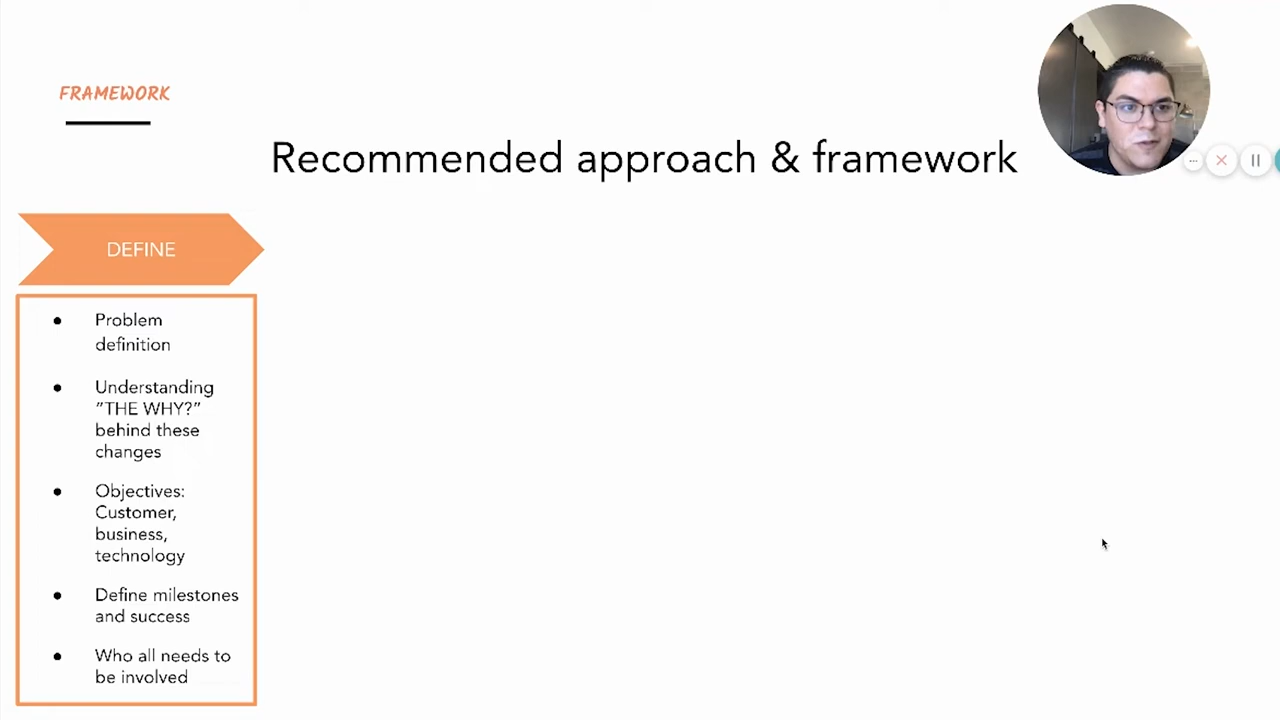 FRAMEWORK
Recommended approach & framework
DEFINE
● Problem
definition
● Understanding
"THE WHY?"
behind these
changes
● Objectives:
Customer,
business,
technology
● Define milestones
and success
● Who all needs to
be involved